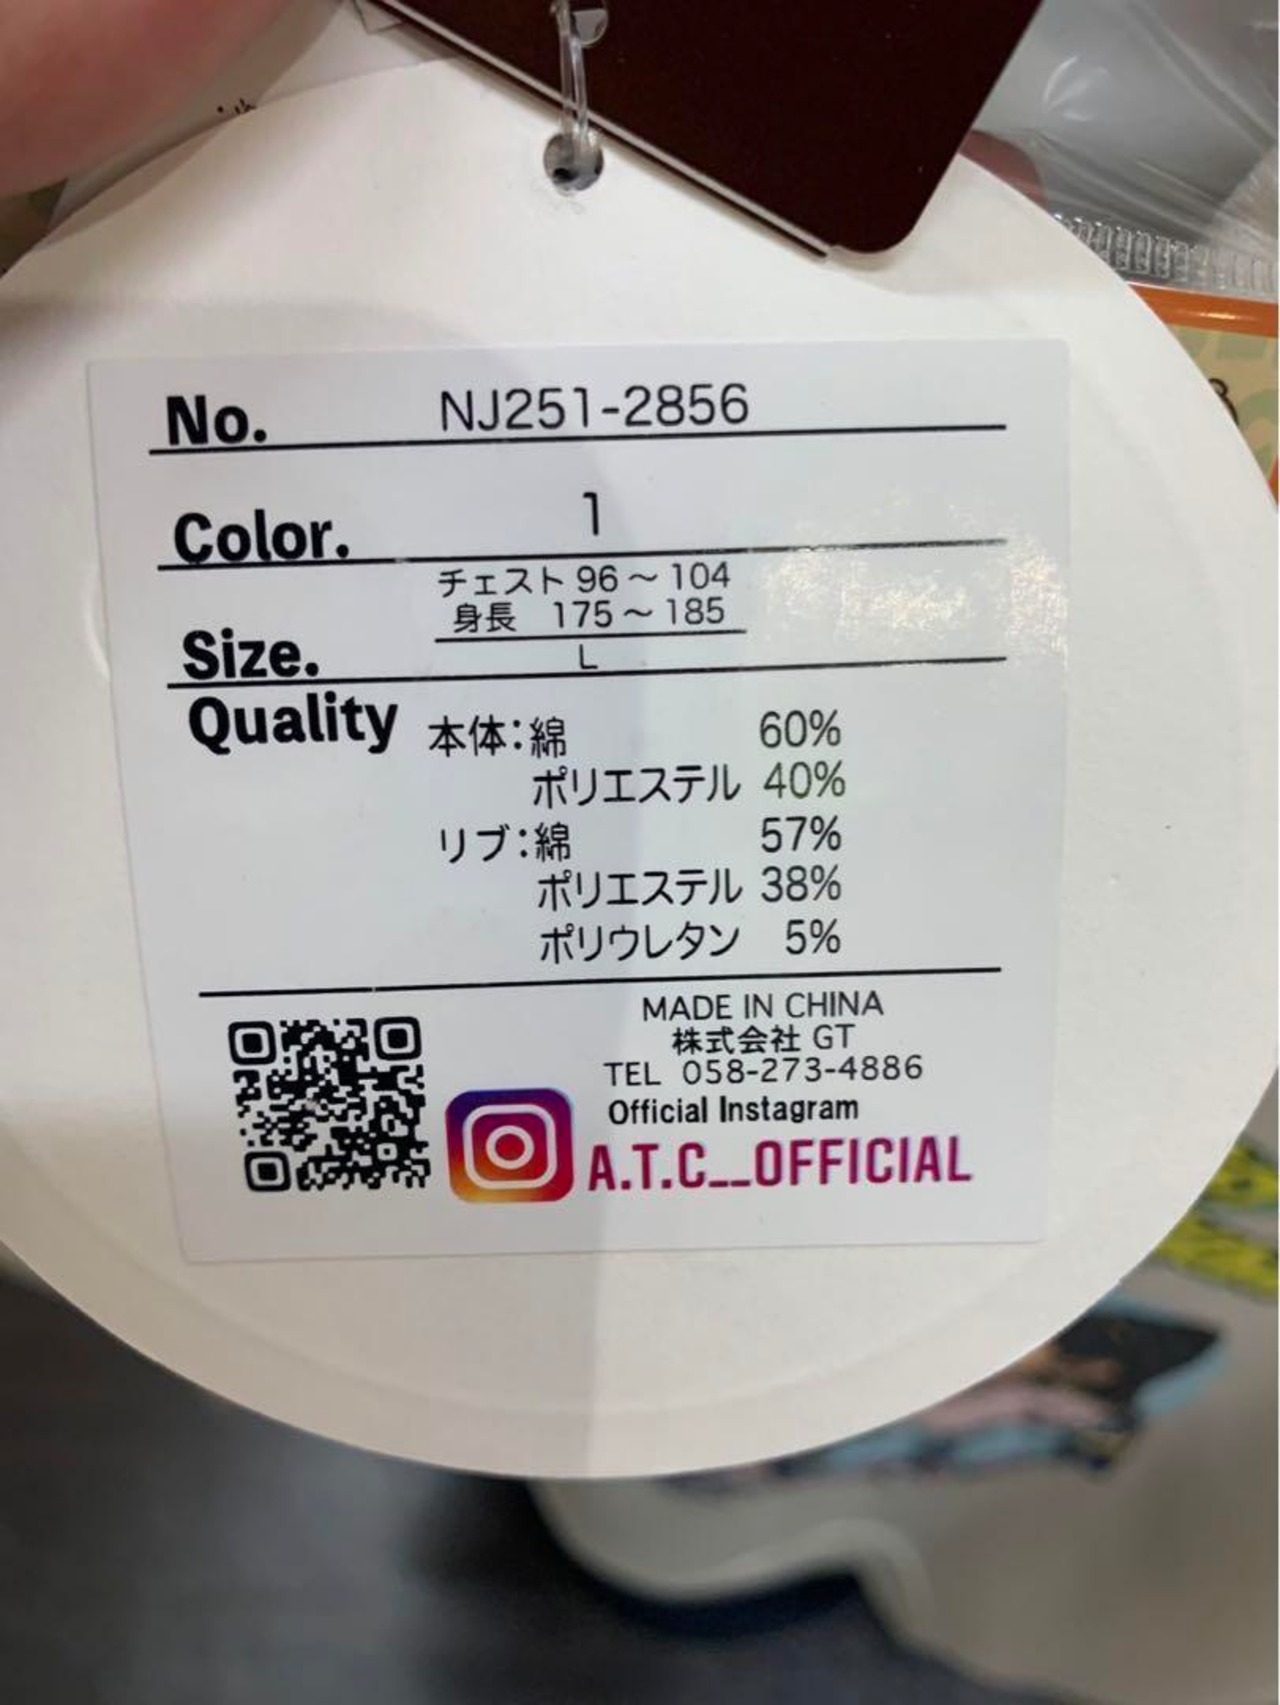 No. NJ251-2856
Color. 1
チェスト 96～104
身長 175～185
Size. L
Quality 本体：綿 60%
ポリエステル 40%
リブ：綿 57%
ポリエステル 38%
ポリウレタン 5%
MADE IN CHINA
株式会社 GT
TEL 058-273-4886
Official Instagram
A.T.C__OFFICIAL